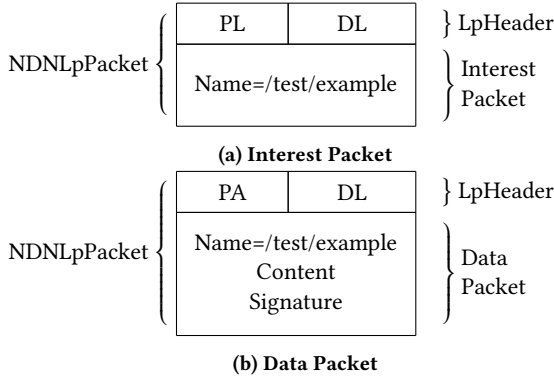 PL DL } LpHeader
NDNLpPacket
Name=/test/example
Interest
Packet
(a) Interest Packet
PA DL } LpHeader
NDNLpPacket
Name=/test/example
Content
Signature
Data
Packet
(b) Data Packet